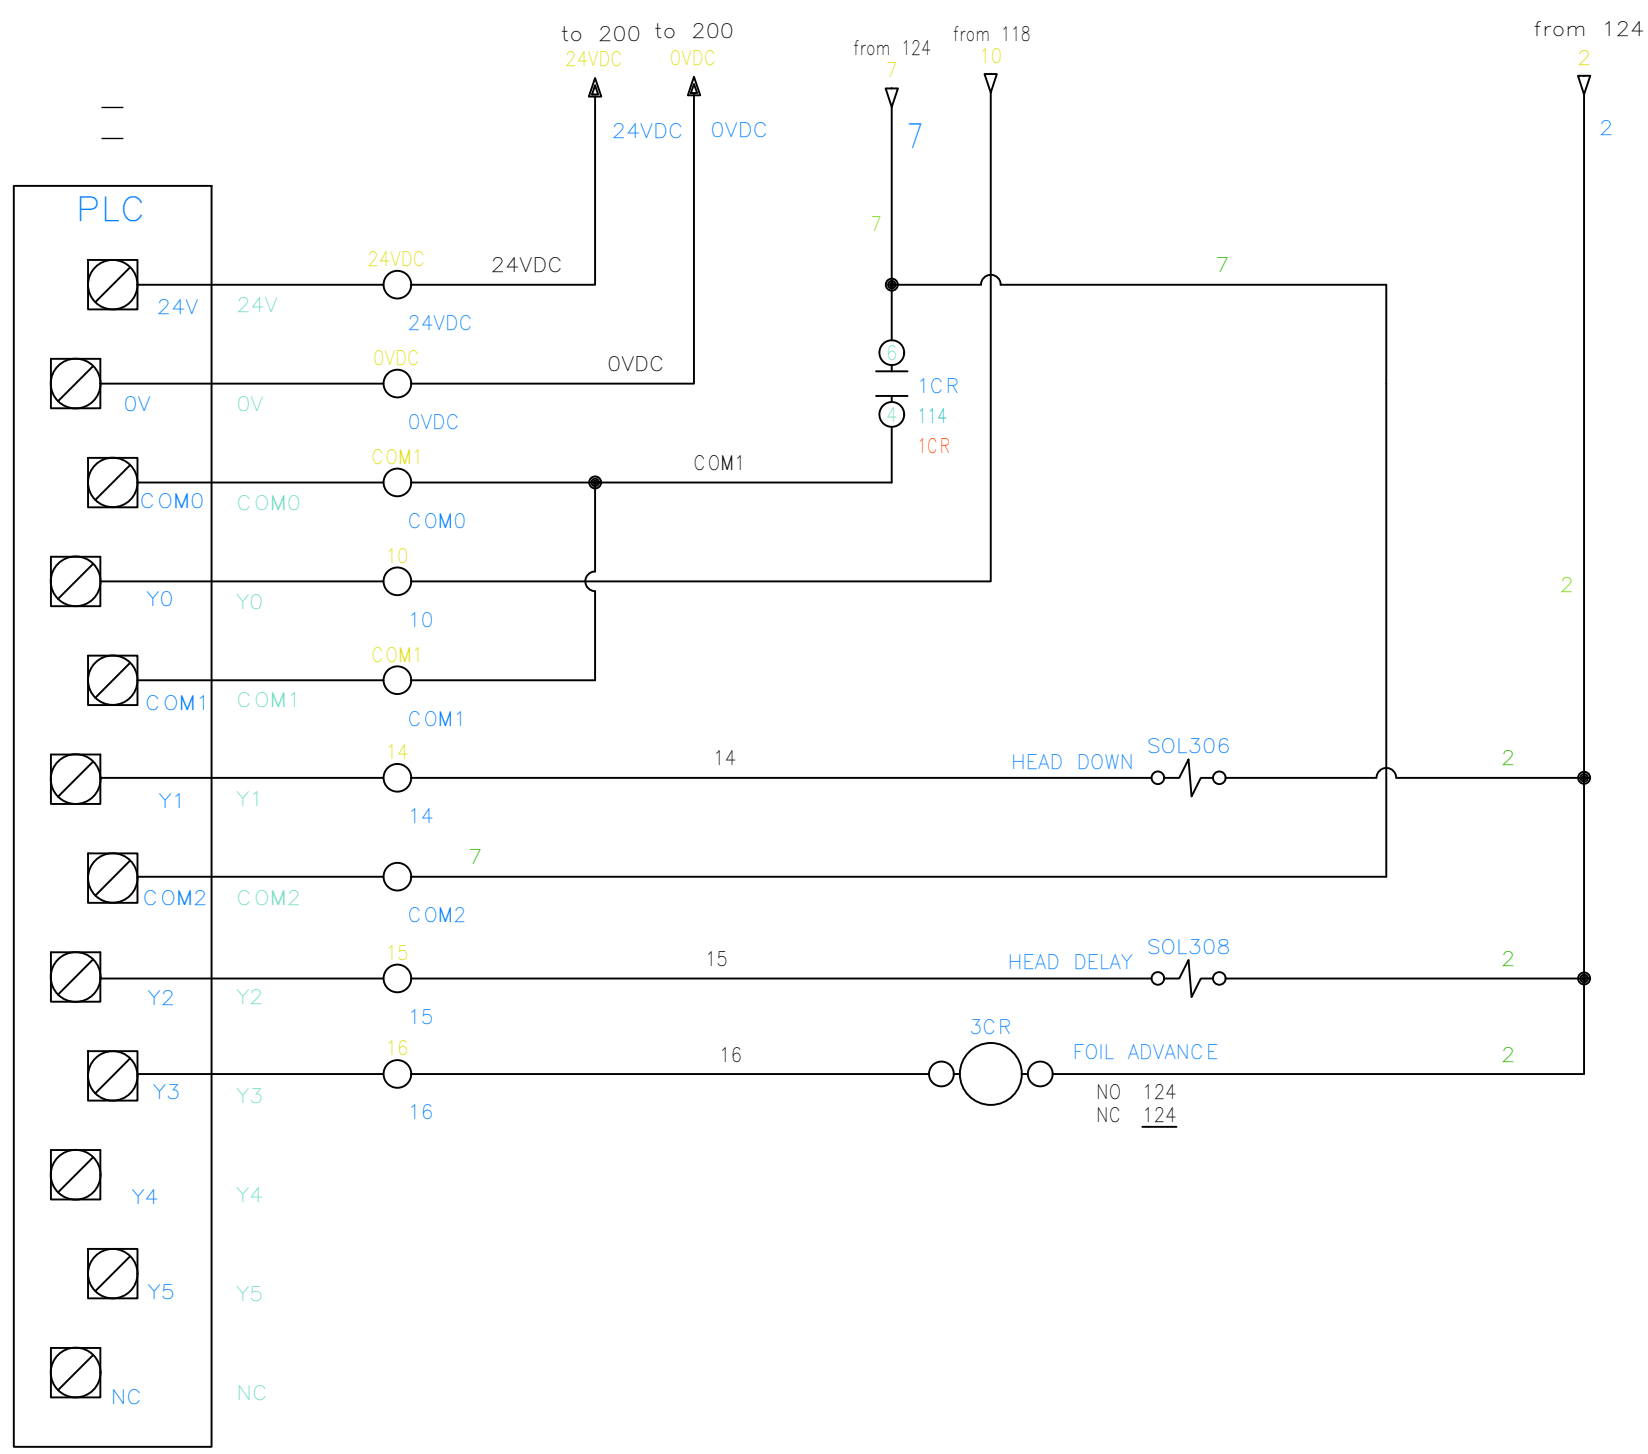 to 200 to 200 from 124
24VDC 0VDC from 124 from 118 2
7 10
24VDC 0VDC 7 2
PLC
7
24VDC 24VDC 7
24V 24V 24VDC
0VDC 0VDC
6
1CR
0V 0V 0VDC 4 114
1CR
COM1 COM1
COM0 COM0 COM0
10 2
Y0 Y0 10
COM1
COM1 COM1 COM1
14 14 HEAD DOWN SOL306 2
Y1 Y1 14
7
COM2 COM2 COM2
15 15 HEAD DELAY SOL308 2
Y2 Y2 15
3CR
16 16 FOIL ADVANCE 2
Y3 Y3 16 NO 124
NC 124
Y4 Y4
Y5 Y5
NC NC